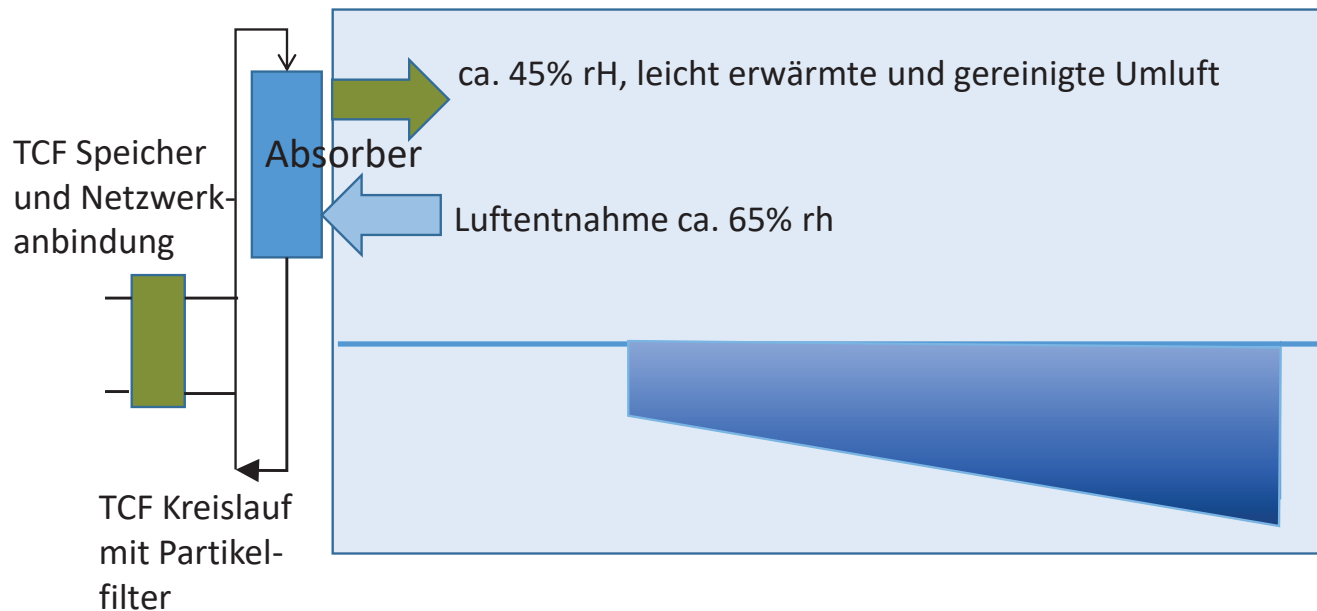 ca. 45% rH, leicht erwärmte und gereinigte Umluft
TCF Speicher
und Netzwerk-
anbindung
Absorber
Luftentnahme ca. 65% rh
TCF Kreislauf
mit Partikel-
filter